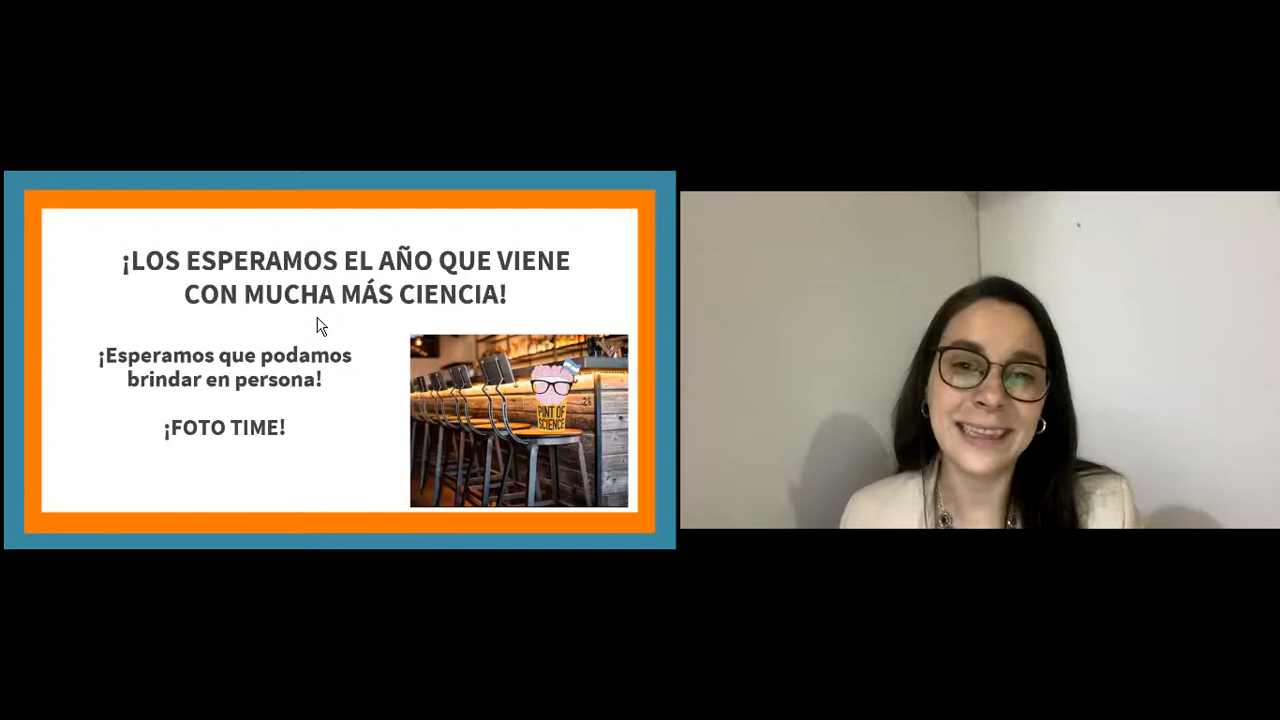 ¡LOS ESPERAMOS EL AÑO QUE VIENE
CON MUCHA MÁS CIENCIA!
¡Esperamos que podamos
brindar en persona!
¡FOTO TIME!
PINT OF
SCIENCE